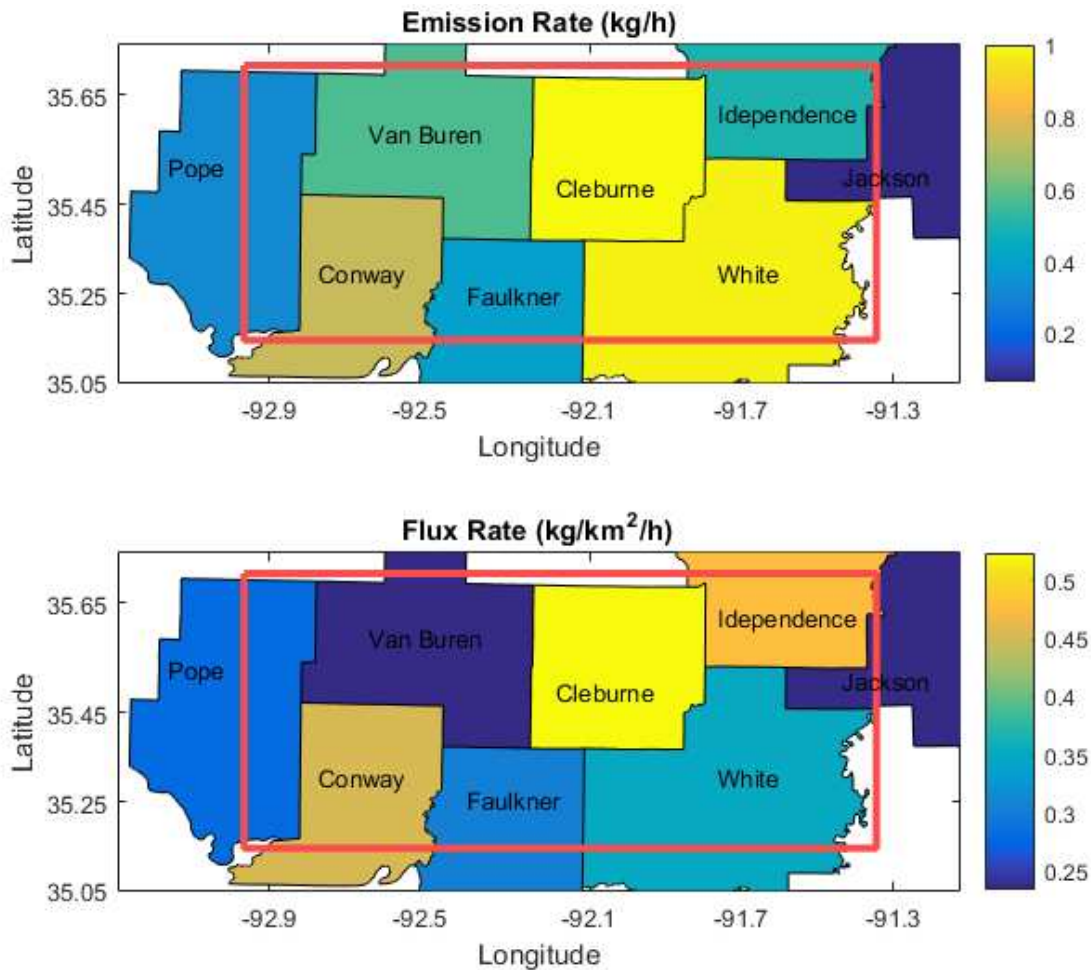 Emission Rate (kg/h)
35.65
35.45
35.25
35.05
Latitude
Pope
Van Buren
Cleburne
Idependence
Jackson
Conway
Faulkner
White
1
0.8
0.6
0.4
0.2
-92.9
-92.5
-92.1
-91.7
-91.3
Longitude
Flux Rate (kg/km²/h)
35.65
35.45
35.25
35.05
Latitude
Pope
Van Buren
Cleburne
Idependence
Jackson
Conway
Faulkner
White
0.5
0.45
0.4
0.35
0.3
0.25
-92.9
-92.5
-92.1
-91.7
-91.3
Longitude